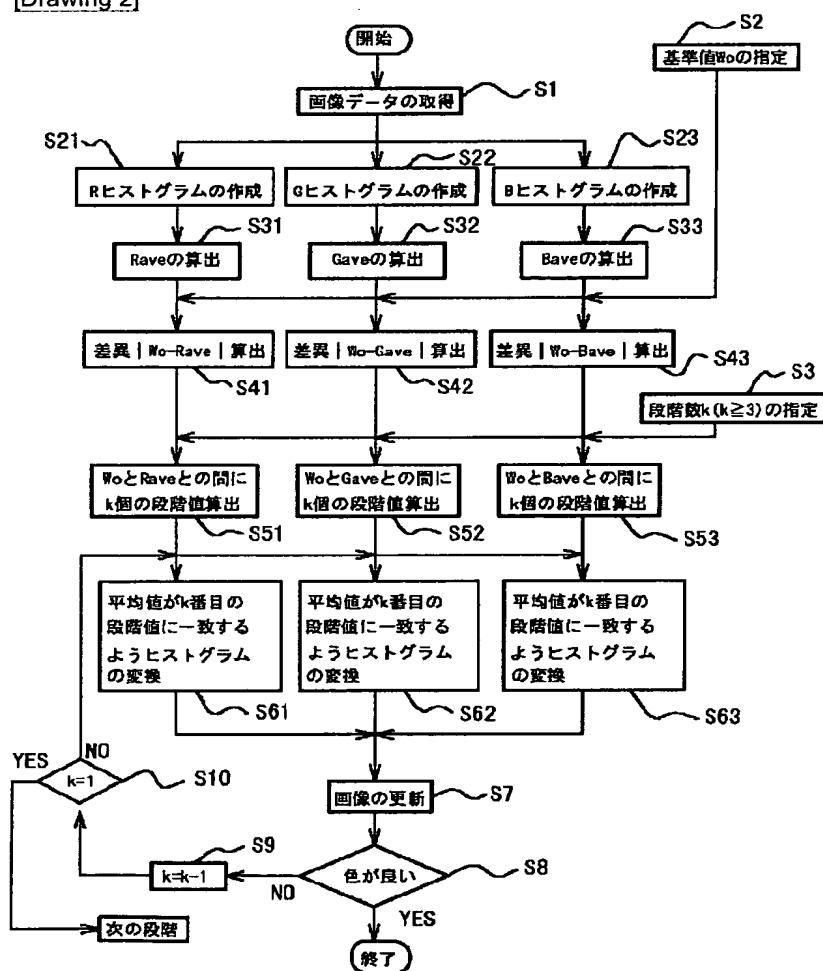 [Drawing 2]
開始
S2
基準値Woの指定
画像データの取得
S1
S21
S22
S23
Rヒストグラムの作成
Gヒストグラムの作成
Bヒストグラムの作成
S31
S32
S33
Raveの算出
Gaveの算出
Baveの算出
差異|Wo-Rave|算出
差異|Wo-Gave|算出
差異|Wo-Bave|算出
S41
S42
S43
S3
段階数k(k≧3)の指定
WoとRaveとの間に
k個の段階値算出
WoとGaveとの間に
k個の段階値算出
WoとBaveとの間に
k個の段階値算出
S51
S52
S53
平均値がk番目の
段階値に一致する
ようヒストグラム
の変換
平均値がk番目の
段階値に一致する
ようヒストグラム
の変換
平均値がk番目の
段階値に一致する
ようヒストグラム
の変換
S61
S62
S63
YES
NO
k=1
S10
画像の更新
S7
S9
k=k-1
NO
色が良い
S8
YES
次の段階
終了